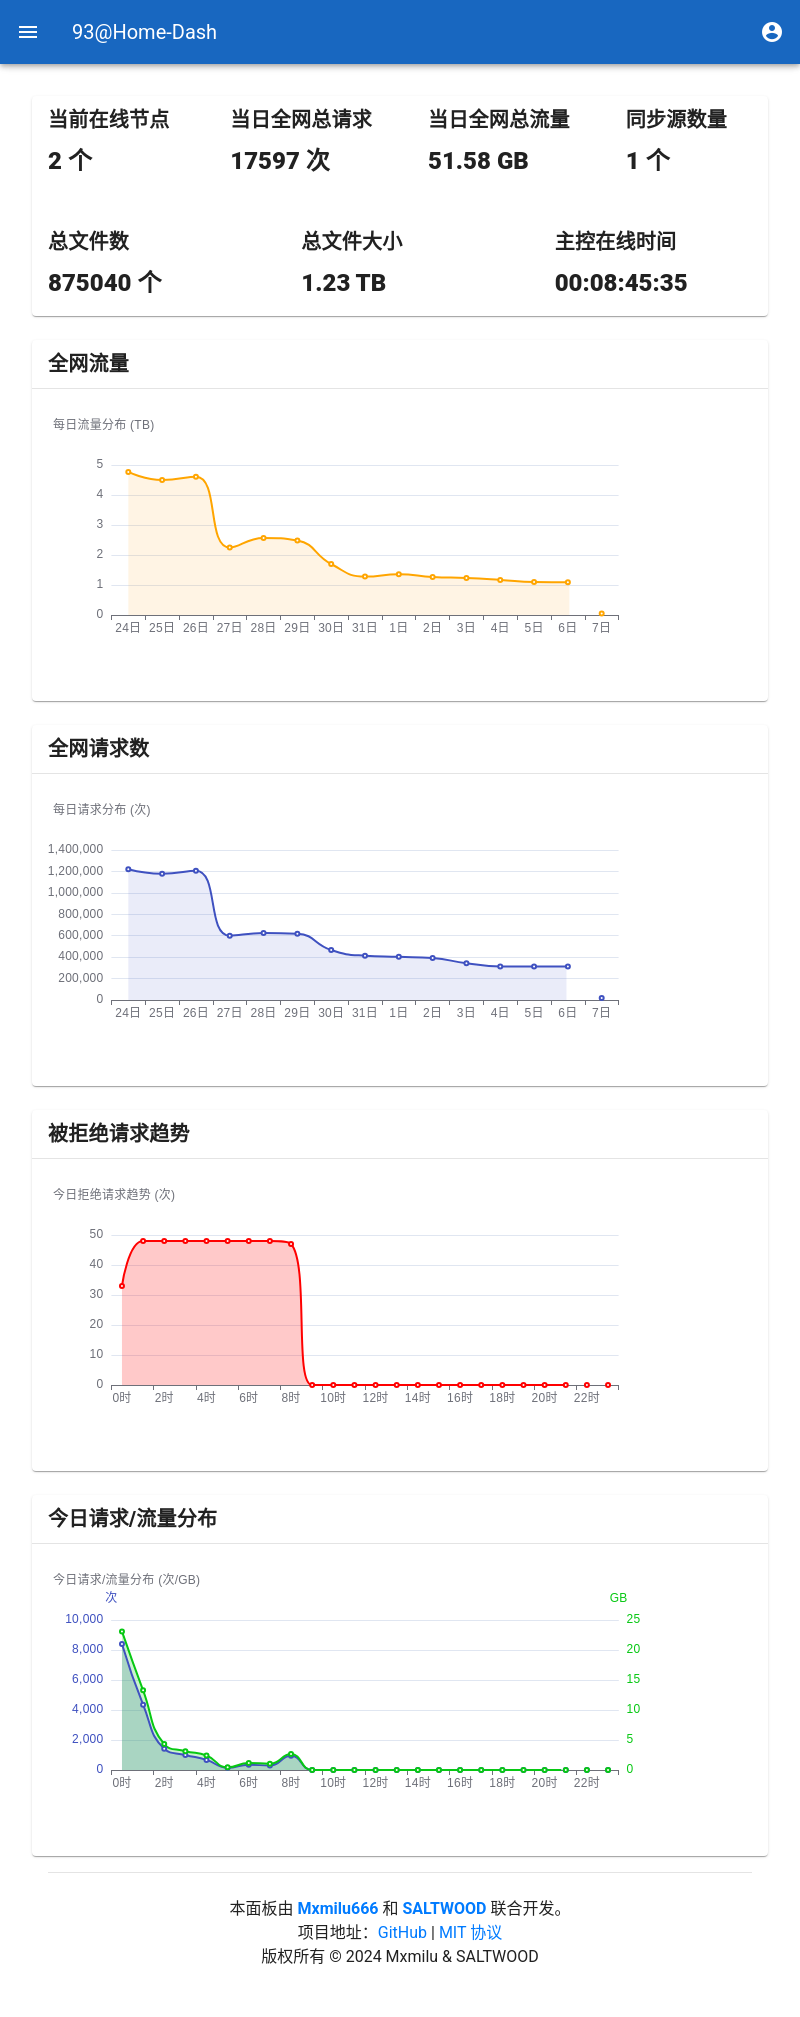 93@Home-Dash
当前在线节点 当日全网总请求 当日全网总流量 同步源数量
2 个 17597 次 51.58 GB 1 个
总文件数 总文件大小 主控在线时间
875040 个 1.23 TB 00:08:45:35
全网流量
每日流量分布 (TB)
5
4
3
2
1
0
24日 25日 26日 27日 28日 29日 30日 31日 1日 2日 3日 4日 5日 6日 7日
全网请求数
每日请求分布 (次)
1,400,000
1,200,000
1,000,000
800,000
600,000
400,000
200,000
0
24日 25日 26日 27日 28日 29日 30日 31日 1日 2日 3日 4日 5日 6日 7日
被拒绝请求趋势
今日拒绝请求趋势 (次)
50
40
30
20
10
0
0时 2时 4时 6时 8时 10时 12时 14时 16时 18时 20时 22时
今日请求/流量分布
今日请求/流量分布 (次/GB)
次 GB
10,000 25
8,000 20
6,000 15
4,000 10
2,000 5
0 0
0时 2时 4时 6时 8时 10时 12时 14时 16时 18时 20时 22时
本面板由 Mxmilu666 和 SALTWOOD 联合开发。
项目地址：GitHub | MIT 协议
版权所有 © 2024 Mxmilu & SALTWOOD